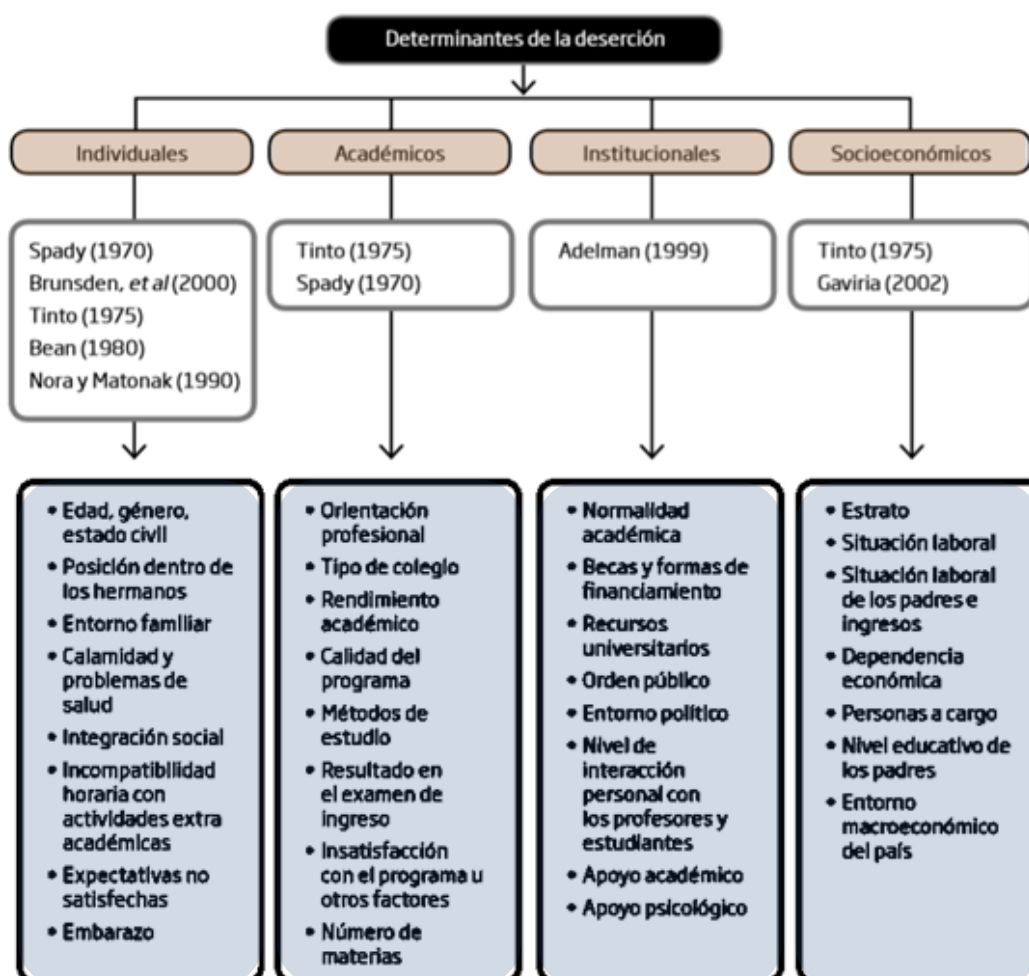 Determinantes de la deserción
Individuales
Académicos
Institucionales
Socioeconómicos
Spady (1970)
Brunsden, et al (2000)
Tinto (1975)
Bean (1980)
Nora y Matonak (1990)
Tinto (1975)
Spady (1970)
Adelman (1999)
Tinto (1975)
Gaviria (2002)
• Edad, género,
estado civil
• Posición dentro de
los hermanos
• Entorno familiar
• Calamidad y
problemas de
salud
• Integración social
• Incompatibilidad
horaria con
actividades extra
académicas
• Expectativas no
satisfechas
• Embarazo
• Orientación
profesional
• Tipo de colegio
• Rendimiento
académico
• Calidad del
programa
• Métodos de
estudio
• Resultado en
el examen de
ingreso
• Insatisfacción
con el programa u
otros factores
• Número de
materias
• Normalidad
académica
• Becas y formas de
financiamiento
• Recursos
universitarios
• Orden público
• Entorno político
• Nivel de
interacción
personal con
los profesores y
estudiantes
• Apoyo académico
• Apoyo psicológico
• Estrato
• Situación laboral
• Situación laboral
de los padres e
ingresos
• Dependencia
económica
• Personas a cargo
• Nivel educativo de
los padres
• Entorno
macroeconómico
del país